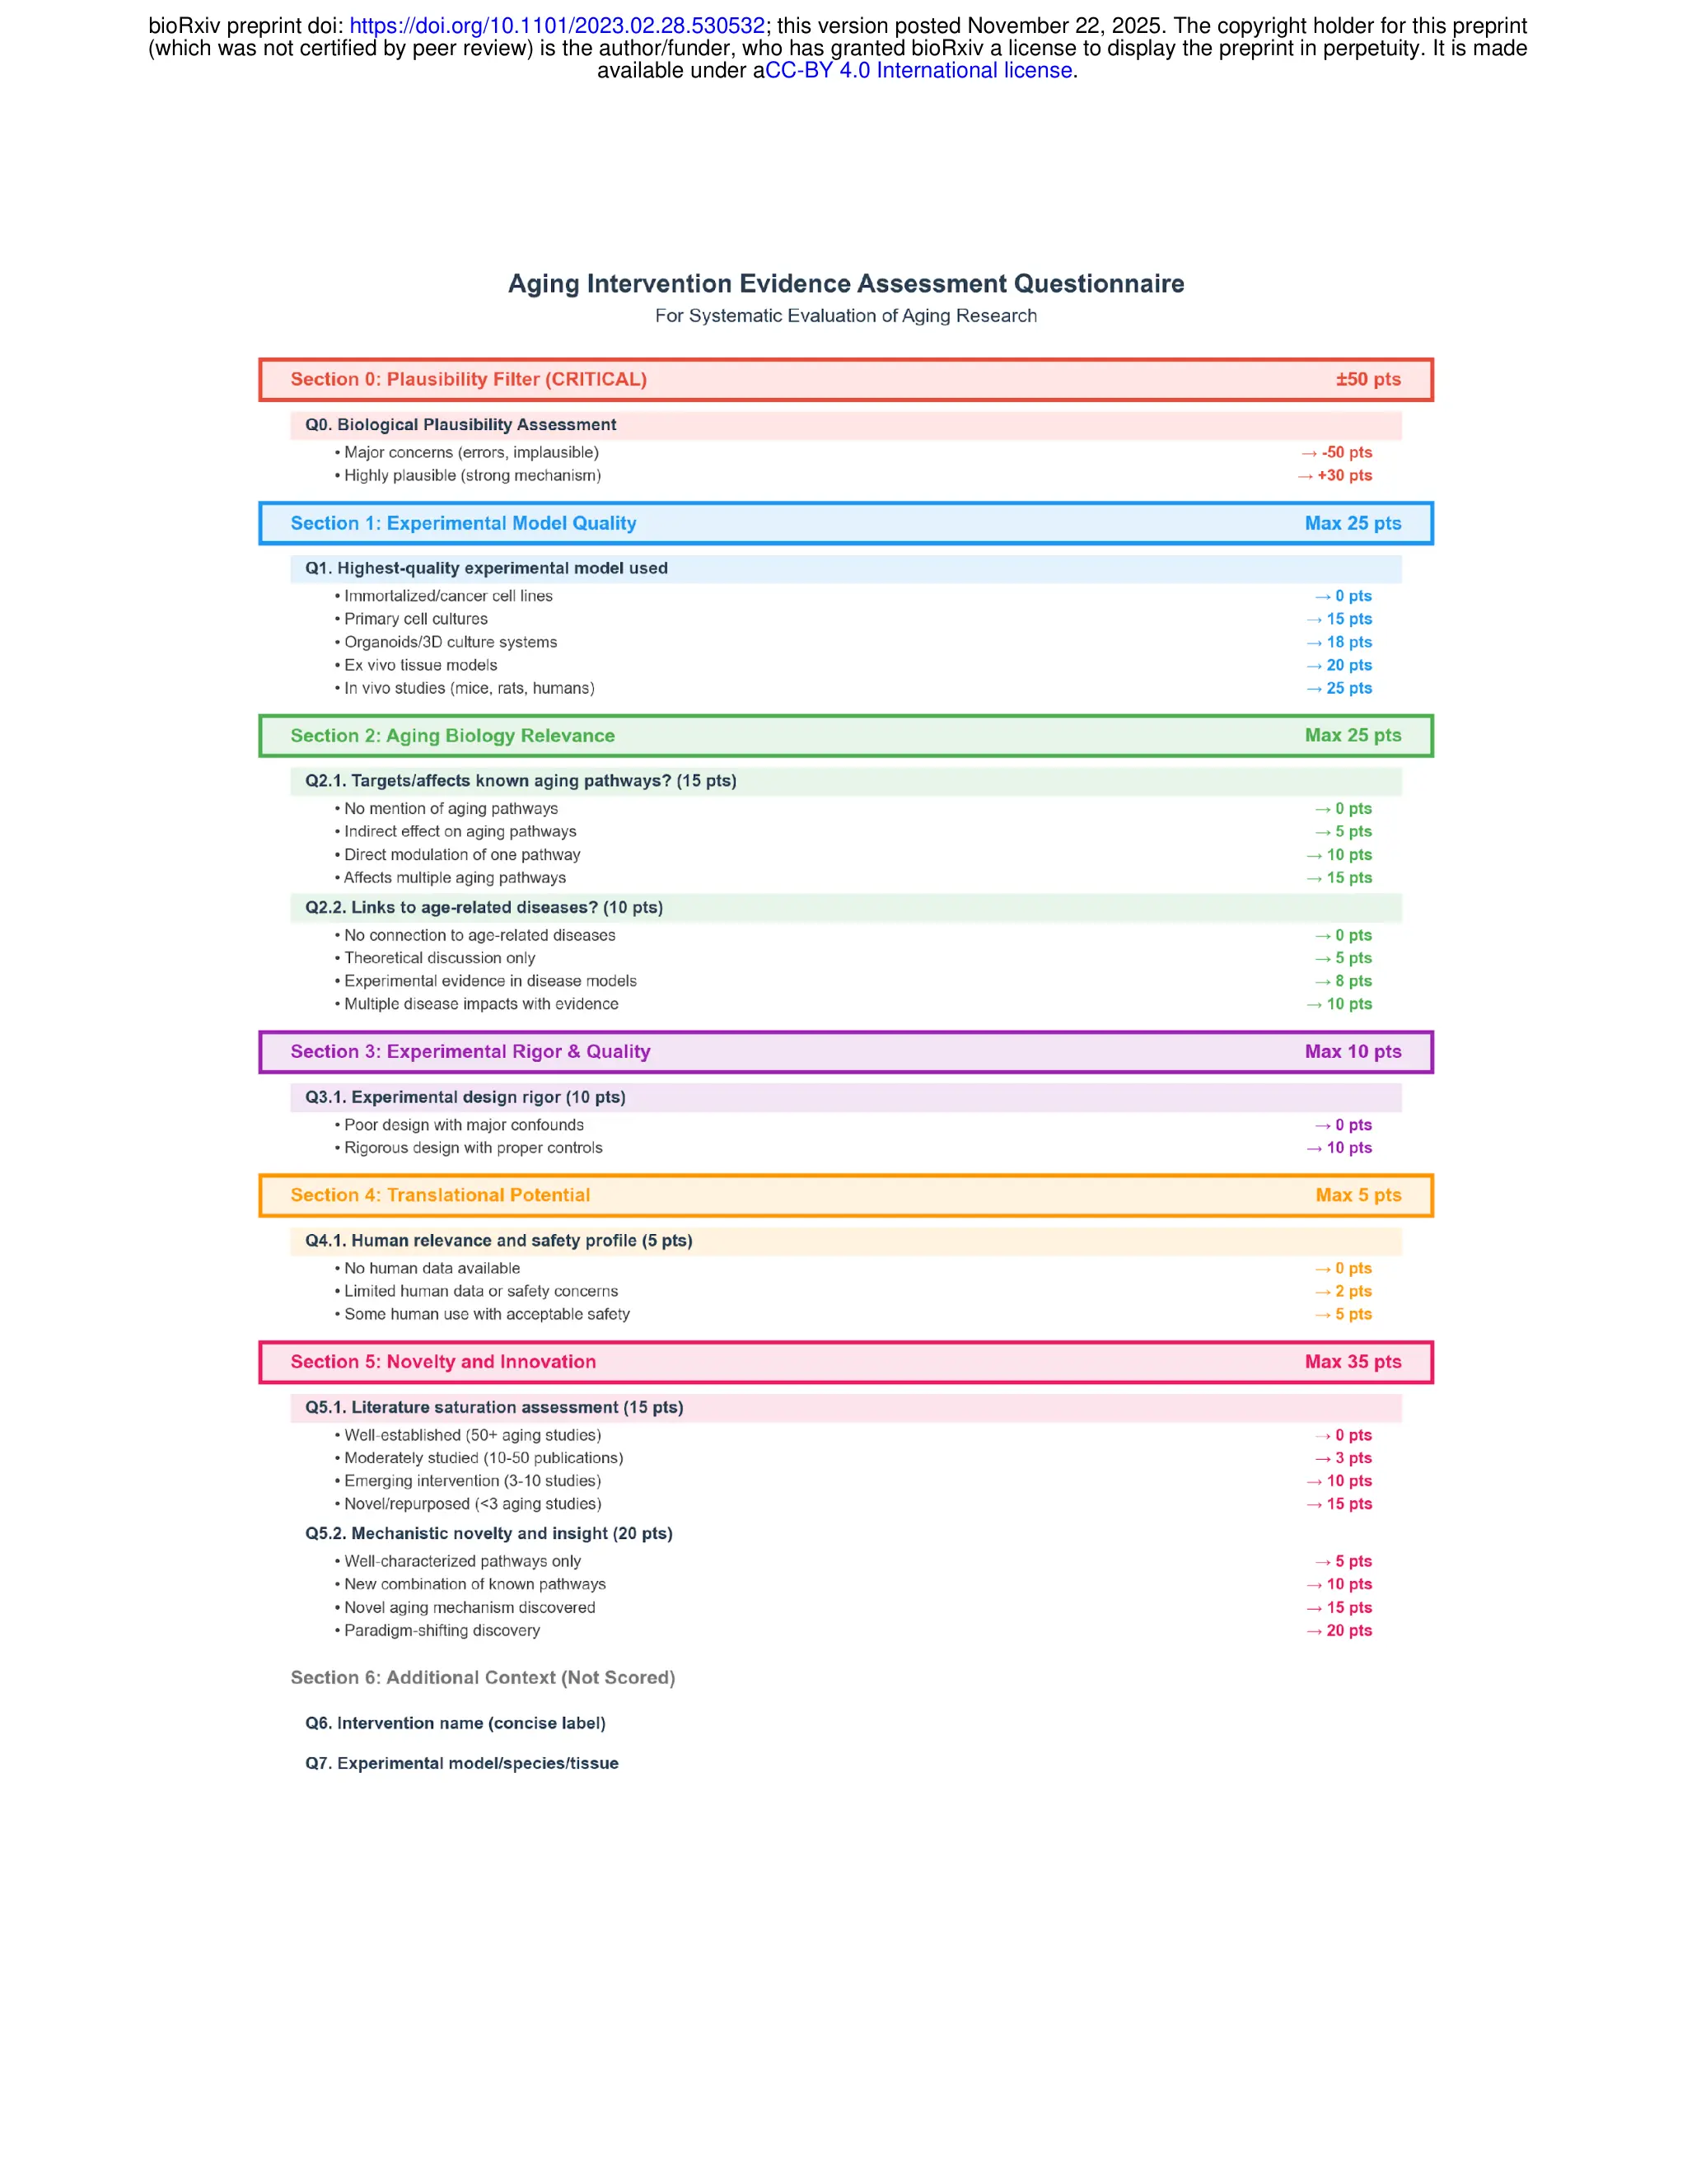 bioRxiv preprint doi: https://doi.org/10.1101/2023.02.28.530532; this version posted November 22, 2025. The copyright holder for this preprint
(which was not certified by peer review) is the author/funder, who has granted bioRxiv a license to display the preprint in perpetuity. It is made
available under aCC-BY 4.0 International license.
Aging Intervention Evidence Assessment Questionnaire
For Systematic Evaluation of Aging Research
Section 0: Plausibility Filter (CRITICAL) ±50 pts
Q0. Biological Plausibility Assessment
• Major concerns (errors, implausible) → -50 pts
• Highly plausible (strong mechanism) → +30 pts
Section 1: Experimental Model Quality Max 25 pts
Q1. Highest-quality experimental model used
• Immortalized/cancer cell lines → 0 pts
• Primary cell cultures → 15 pts
• Organoids/3D culture systems → 18 pts
• Ex vivo tissue models → 20 pts
• In vivo studies (mice, rats, humans) → 25 pts
Section 2: Aging Biology Relevance Max 25 pts
Q2.1. Targets/affects known aging pathways? (15 pts)
• No mention of aging pathways → 0 pts
• Indirect effect on aging pathways → 5 pts
• Direct modulation of one pathway → 10 pts
• Affects multiple aging pathways → 15 pts
Q2.2. Links to age-related diseases? (10 pts)
• No connection to age-related diseases → 0 pts
• Theoretical discussion only → 5 pts
• Experimental evidence in disease models → 8 pts
• Multiple disease impacts with evidence → 10 pts
Section 3: Experimental Rigor & Quality Max 10 pts
Q3.1. Experimental design rigor (10 pts)
• Poor design with major confounds → 0 pts
• Rigorous design with proper controls → 10 pts
Section 4: Translational Potential Max 5 pts
Q4.1. Human relevance and safety profile (5 pts)
• No human data available → 0 pts
• Limited human data or safety concerns → 2 pts
• Some human use with acceptable safety → 5 pts
Section 5: Novelty and Innovation Max 35 pts
Q5.1. Literature saturation assessment (15 pts)
• Well-established (50+ aging studies) → 0 pts
• Moderately studied (10-50 publications) → 3 pts
• Emerging intervention (3-10 studies) → 10 pts
• Novel/repurposed (<3 aging studies) → 15 pts
Q5.2. Mechanistic novelty and insight (20 pts)
• Well-characterized pathways only → 5 pts
• New combination of known pathways → 10 pts
• Novel aging mechanism discovered → 15 pts
• Paradigm-shifting discovery → 20 pts
Section 6: Additional Context (Not Scored)
Q6. Intervention name (concise label)
Q7. Experimental model/species/tissue